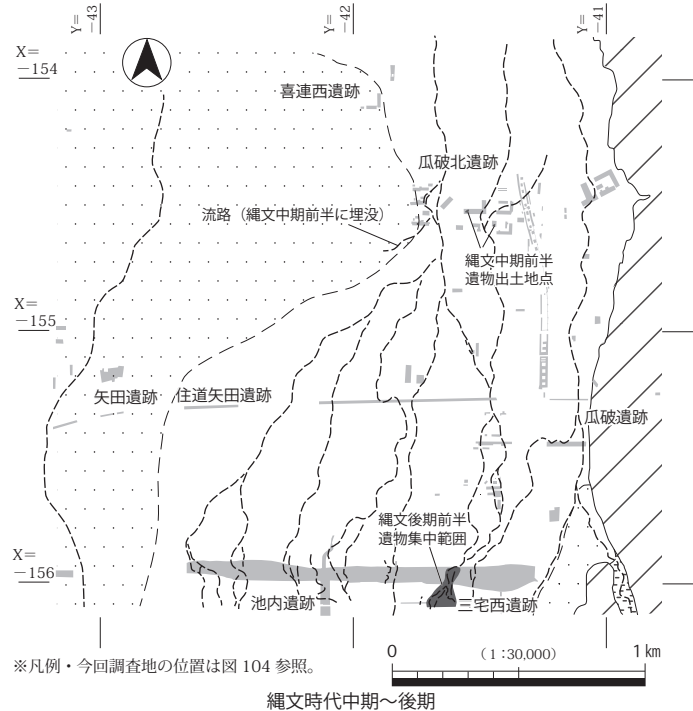 Y=
−43
Y=
−42
Y=
−41
X=
−154
喜連西遺跡
瓜破北遺跡
流路（縄文中期前半に埋没）
縄文中期前半
遺物出土地点
X=
−155
矢田遺跡
住道矢田遺跡
瓜破遺跡
縄文後期前半
遺物集中範囲
X=
−156
池内遺跡
三宅西遺跡
※凡例・今回調査地の位置は図 104 参照。
0
（1：30,000）
1 km
縄文時代中期～後期